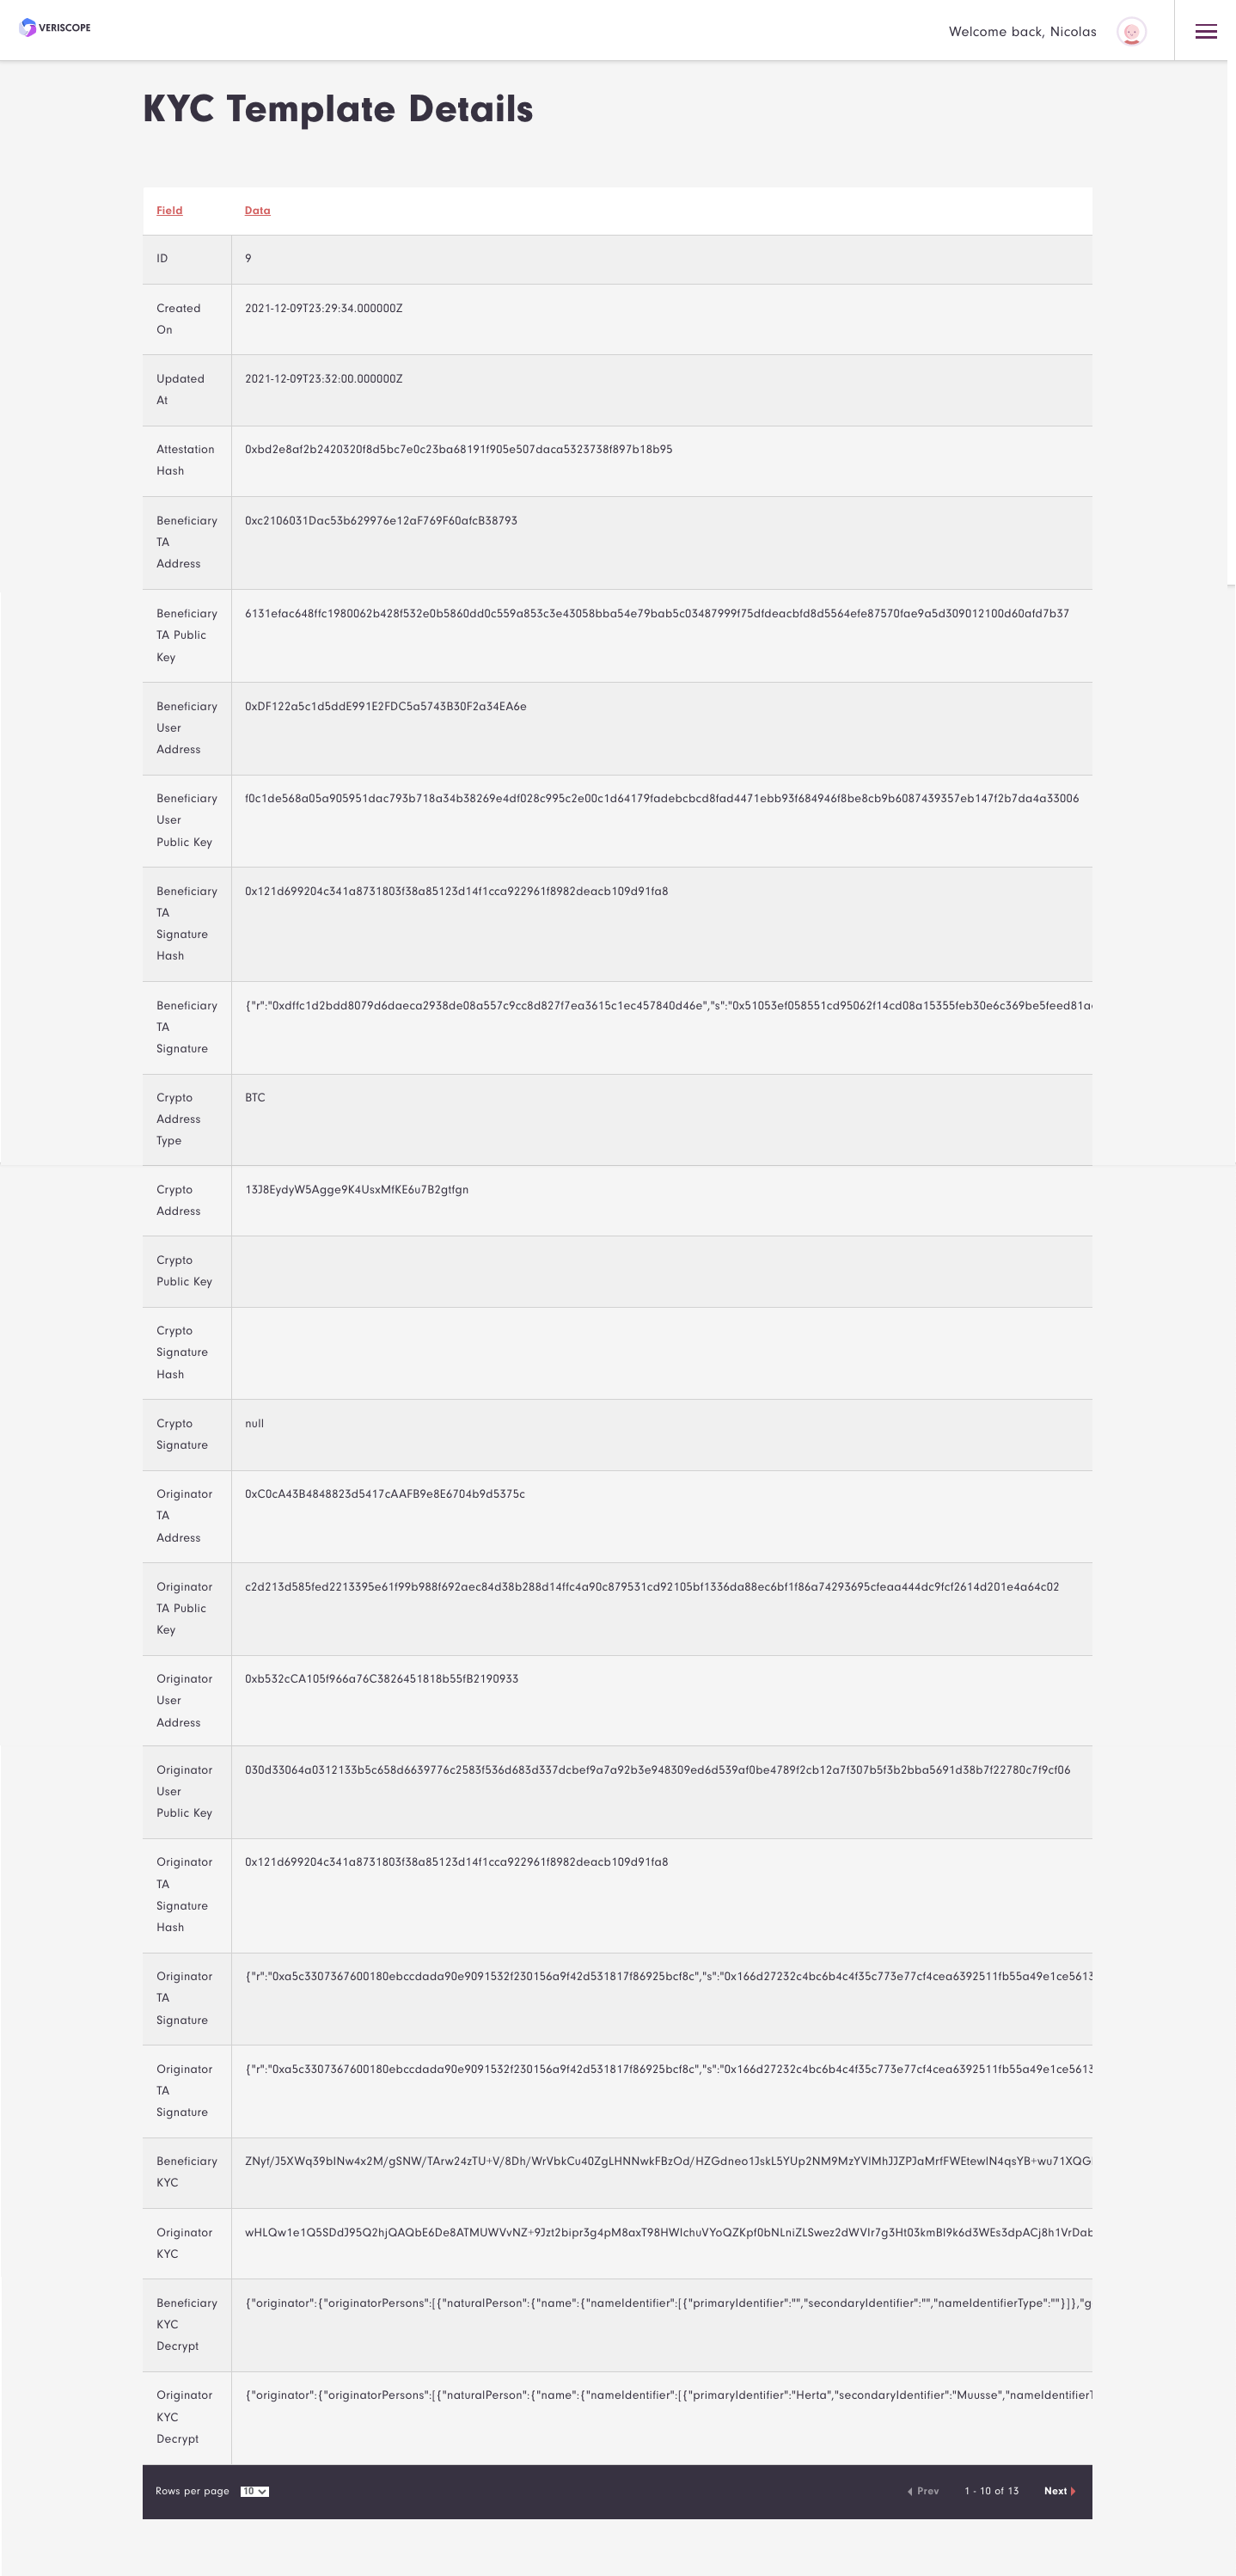 VERISCOPE
Welcome back, Nicolas
KYC Template Details
Field Data
ID 9
Created 2021-12-09T23:29:34.000000Z
On
Updated 2021-12-09T23:32:00.000000Z
At
Attestation 0xbd2e8af2b2420320f8d5bc7e0c23ba68191f905e507daca5323738f897b18b95
Hash
Beneficiary 0xc2106031Dac53b629976e12aF769F60afcB38793
TA
Address
Beneficiary 6131efac648ffc1980062b428f532e0b5860dd0c559a853c3e43058bba54e79bab5c03487999f75dfdeacbfd8d5564efe87570fae9a5d309012100d60afd7b37
TA Public
Key
Beneficiary 0xDF122a5c1d5ddE991E2FDC5a5743B30F2a34EA6e
User
Address
Beneficiary f0c1de568a05a905951dac793b718a34b38269e4df028c995c2e00c1d64179fadebcbcd8fad4471ebb93f684946f8be8cb9b6087439357eb147f2b7da4a33006
User
Public Key
Beneficiary 0x121d699204c341a8731803f38a85123d14f1cca922961f8982deacb109d91fa8
TA
Signature
Hash
Beneficiary {"r":"0xdffc1d2bdd8079d6daeca2938de08a557c9cc8d827f7ea3615c1ec457840d46e","s":"0x51053ef058551cd95062f14cd08a15355feb30e6c369be5feed81a
TA
Signature
Crypto BTC
Address
Type
Crypto 13J8EydyW5Agge9K4UsxMfKE6u7B2gtfgn
Address
Crypto
Public Key
Crypto
Signature
Hash
Crypto null
Signature
Originator 0xC0cA43B4848823d5417cAAFB9e8E6704b9d5375c
TA
Address
Originator c2d213d585fed2213395e61f99b988f692aec84d38b288d14ffc4a90c879531cd92105bf1336da88ec6bf1f86a74293695cfeaa444dc9fcf2614d201e4a64c02
TA Public
Key
Originator 0xb532cCA105f966a76C3826451818b55fB2190933
User
Address
Originator 030d33064a0312133b5c658d6639776c2583f536d683d337dcbef9a7a92b3e948309ed6d539af0be4789f2cb12a7f307b5f3b2bba5691d38b7f22780c7f9cf06
User
Public Key
Originator 0x121d699204c341a8731803f38a85123d14f1cca922961f8982deacb109d91fa8
TA
Signature
Hash
Originator {"r":"0xa5c3307367600180ebccdada90e9091532f230156a9f42d531817f86925bcf8c","s":"0x166d27232c4bc6b4c4f35c773e77cf4cea6392511fb55a49e1ce5613
TA
Signature
Originator {"r":"0xa5c3307367600180ebccdada90e9091532f230156a9f42d531817f86925bcf8c","s":"0x166d27232c4bc6b4c4f35c773e77cf4cea6392511fb55a49e1ce5613
TA
Signature
Beneficiary ZNyf/J5XWq39bINw4x2M/gSNW/TArw24zTU+V/8Dh/WrVbkCu40ZgLHNNwkFBzOd/HZGdneo1JskL5YUp2NM9MzYVIMhJJZPJaMrfFWEtewIN4qsYB+wu71XQG
KYC
Originator wHLQw1e1Q5SDdJ95Q2hjQAQbE6De8ATMUWVvNZ+9Jzt2bipr3g4pM8axT98HWIchuVYoQZKpf0bNLniZLSwez2dWVIr7g3Ht03kmBl9k6d3WEs3dpACj8h1VrDab
KYC
Beneficiary {"originator":{"originatorPersons":[{"naturalPerson":{"name":{"nameIdentifier":[{"primaryIdentifier":"","secondaryIdentifier":"","nameIdentifierType":""}]},"g
KYC
Decrypt
Originator {"originator":{"originatorPersons":[{"naturalPerson":{"name":{"nameIdentifier":[{"primaryIdentifier":"Herta","secondaryIdentifier":"Muusse","nameIdentifierT
KYC
Decrypt
Rows per page 10 Prev 1 - 10 of 13 Next